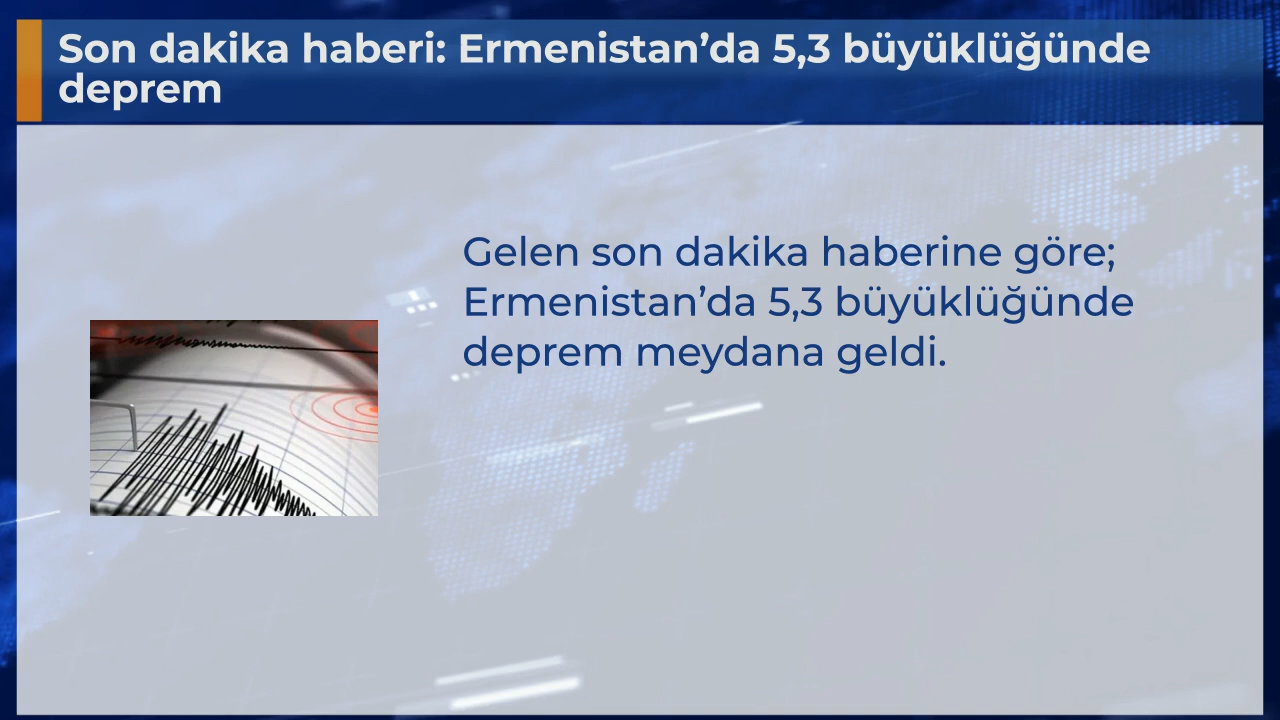 Son dakika haberi: Ermenistan’da 5,3 büyüklüğünde
deprem
Gelen son dakika haberine göre;
Ermenistan’da 5,3 büyüklüğünde
deprem meydana geldi.